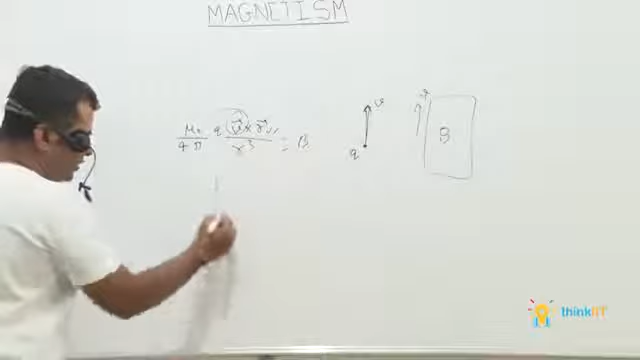 MAGNETISM
μ₀ q (v⃗ × r⃗)
4π r³ = B
q
v
v
B
thinkIIT